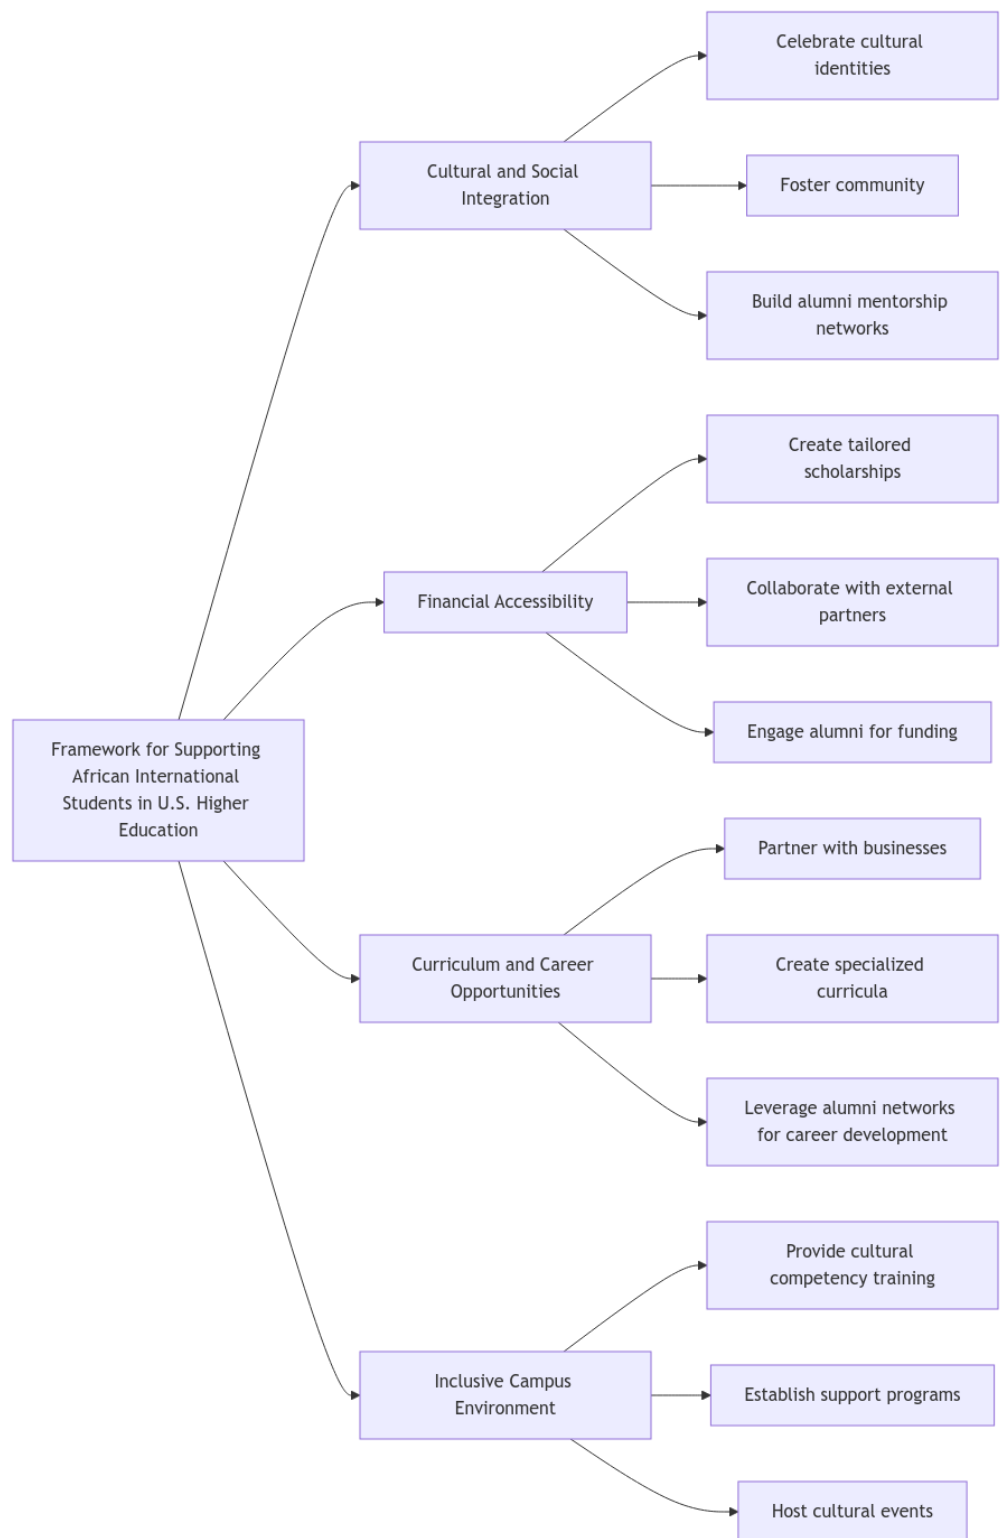 Celebrate cultural
identities
Cultural and Social
Integration
Foster community
Build alumni mentorship
networks
Create tailored
scholarships
Financial Accessibility
Collaborate with external
partners
Engage alumni for funding
Framework for Supporting
African International
Students in U.S. Higher
Education
Partner with businesses
Curriculum and Career
Opportunities
Create specialized
curricula
Leverage alumni networks
for career development
Provide cultural
competency training
Inclusive Campus
Environment
Establish support programs
Host cultural events